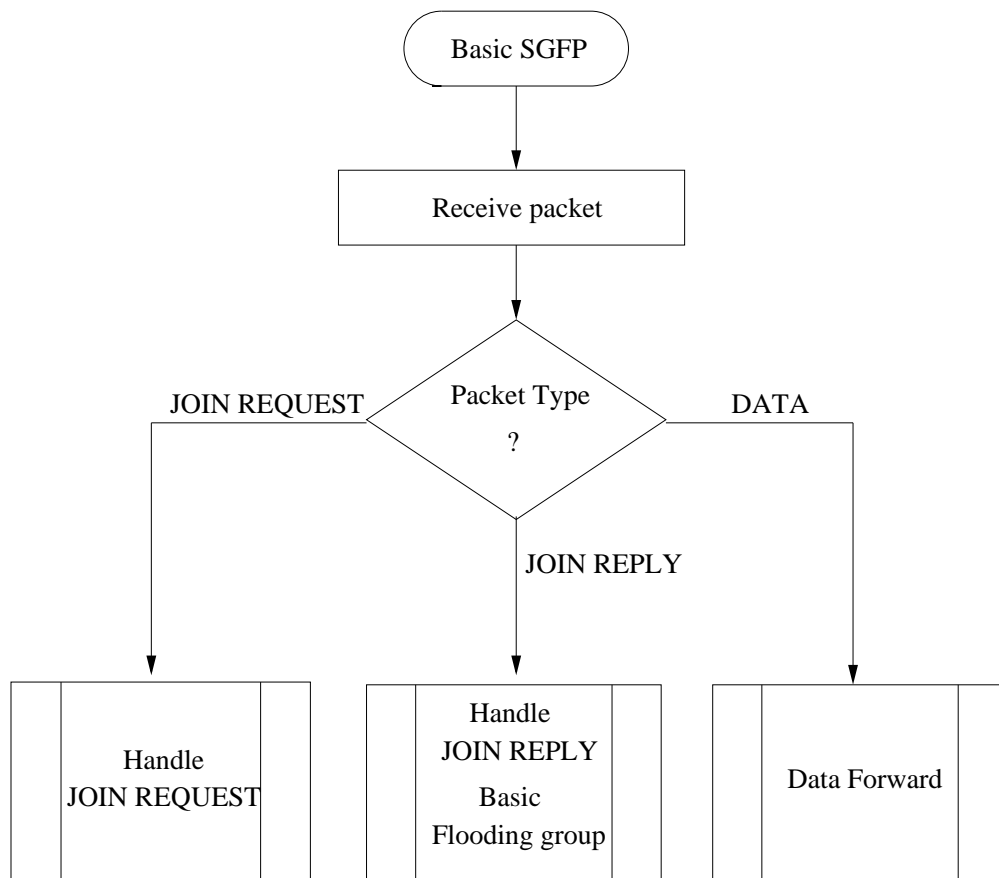 Basic SGFP
Receive packet
Packet Type
?
JOIN REQUEST
DATA
JOIN REPLY
Handle
JOIN REQUEST
Handle
JOIN REPLY
Basic
Flooding group
Data Forward